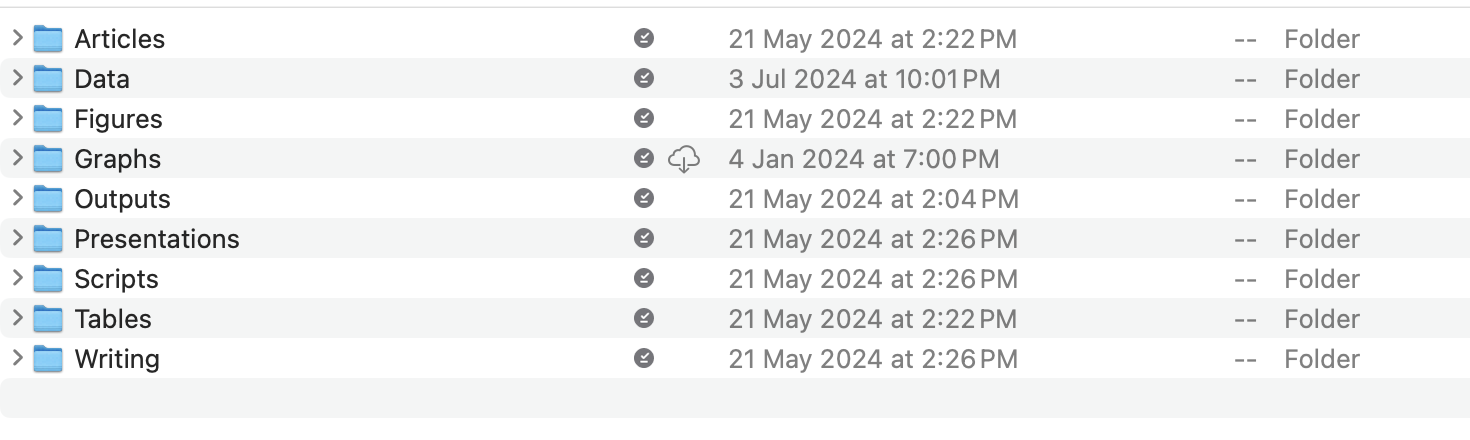 Articles 21 May 2024 at 2:22 PM -- Folder
Data 3 Jul 2024 at 10:01 PM -- Folder
Figures 21 May 2024 at 2:22 PM -- Folder
Graphs 4 Jan 2024 at 7:00 PM -- Folder
Outputs 21 May 2024 at 2:04 PM -- Folder
Presentations 21 May 2024 at 2:26 PM -- Folder
Scripts 21 May 2024 at 2:26 PM -- Folder
Tables 21 May 2024 at 2:22 PM -- Folder
Writing 21 May 2024 at 2:26 PM -- Folder